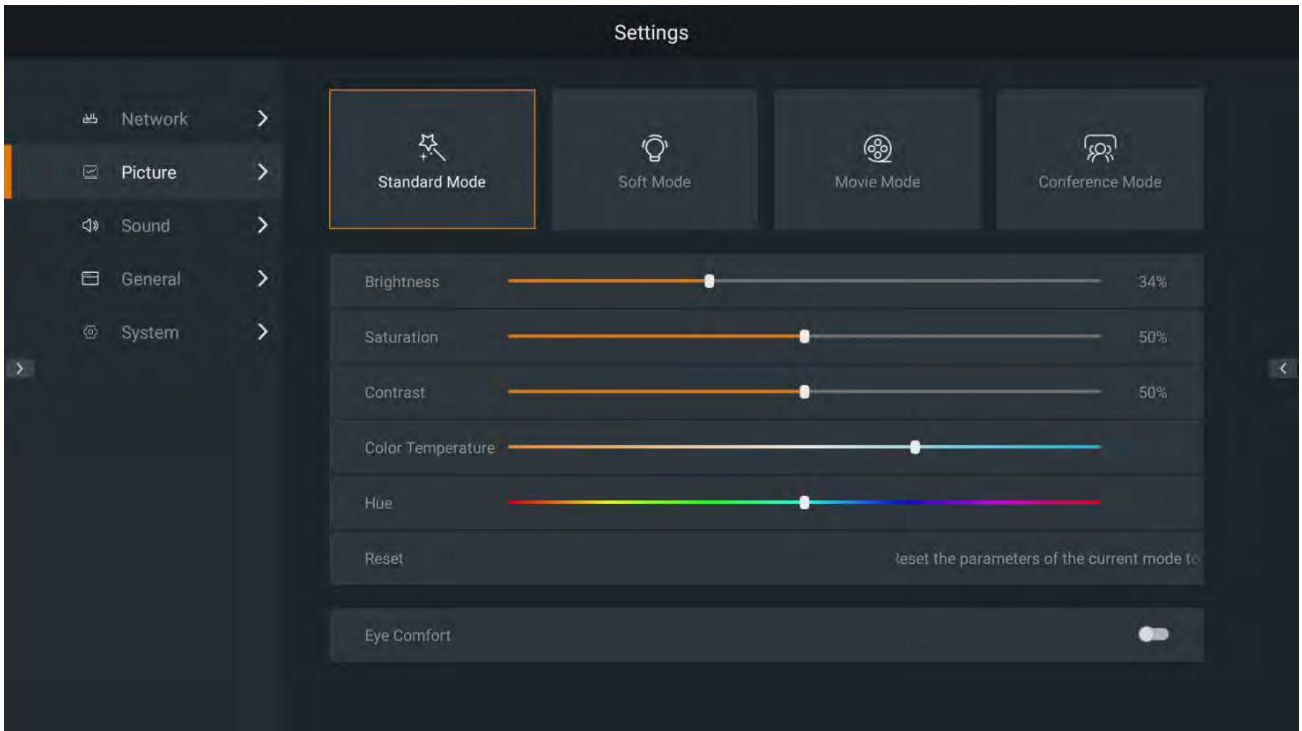 Settings
Network
Picture
Sound
General
System
Standard Mode
Soft Mode
Movie Mode
Conference Mode
Brightness 34%
Saturation 50%
Contrast 50%
Color Temperature
Hue
Reset eset the parameters of the current mode to
Eye Comfort